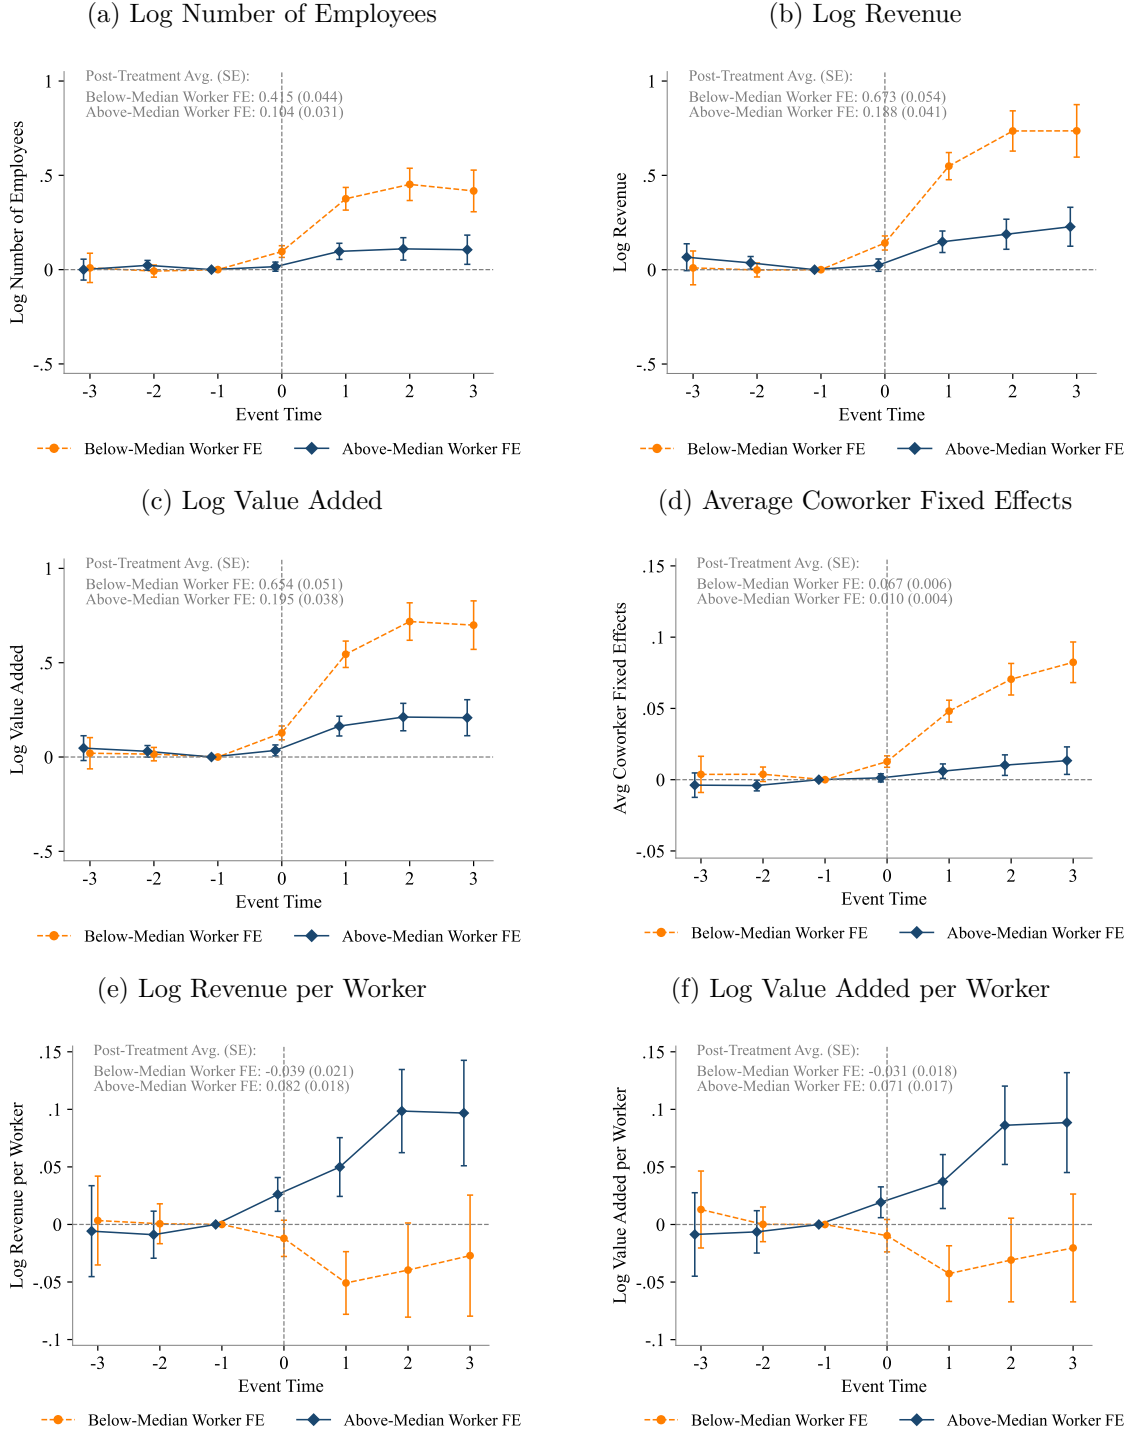 (a) Log Number of Employees
Post-Treatment Avg. (SE):
Below-Median Worker FE: 0.415 (0.044)
Above-Median Worker FE: 0.104 (0.031)
Log Number of Employees
1
.5
0
-.5
-3 -2 -1 0 1 2 3
Event Time
Below-Median Worker FE Above-Median Worker FE
(b) Log Revenue
Post-Treatment Avg. (SE):
Below-Median Worker FE: 0.673 (0.054)
Above-Median Worker FE: 0.188 (0.041)
Log Revenue
1
.5
0
-.5
-3 -2 -1 0 1 2 3
Event Time
Below-Median Worker FE Above-Median Worker FE
(c) Log Value Added
Post-Treatment Avg. (SE):
Below-Median Worker FE: 0.654 (0.051)
Above-Median Worker FE: 0.195 (0.038)
Log Value Added
1
.5
0
-.5
-3 -2 -1 0 1 2 3
Event Time
Below-Median Worker FE Above-Median Worker FE
(d) Average Coworker Fixed Effects
Post-Treatment Avg. (SE):
Below-Median Worker FE: 0.067 (0.006)
Above-Median Worker FE: 0.010 (0.004)
Avg Coworker Fixed Effects
.15
.1
.05
0
-.05
-3 -2 -1 0 1 2 3
Event Time
Below-Median Worker FE Above-Median Worker FE
(e) Log Revenue per Worker
Post-Treatment Avg. (SE):
Below-Median Worker FE: -0.039 (0.021)
Above-Median Worker FE: 0.082 (0.018)
Log Revenue per Worker
.15
.1
.05
0
-.05
-.1
-3 -2 -1 0 1 2 3
Event Time
Below-Median Worker FE Above-Median Worker FE
(f) Log Value Added per Worker
Post-Treatment Avg. (SE):
Below-Median Worker FE: -0.031 (0.018)
Above-Median Worker FE: 0.071 (0.017)
Log Value Added per Worker
.15
.1
.05
0
-.05
-.1
-3 -2 -1 0 1 2 3
Event Time
Below-Median Worker FE Above-Median Worker FE